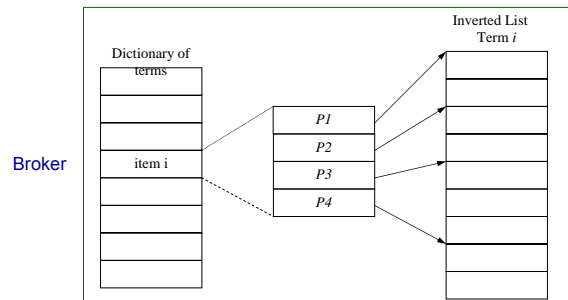 Inverted List
Term i
Dictionary of
terms
P1
P2
Broker
item i
P3
P4